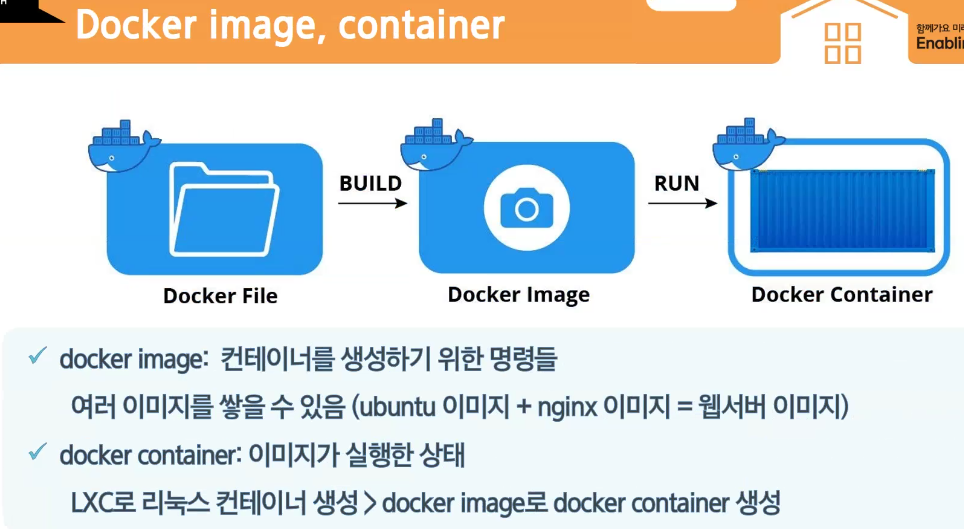 Docker image, container
함께가요 미래
BUILD
RUN
Docker File
Docker Image
Docker Container
✓ docker image: 컨테이너를 생성하기 위한 명령들
여러 이미지를 쌓을 수 있음 (ubuntu 이미지 + nginx 이미지 = 웹서버 이미지)
✓ docker container: 이미지가 실행한 상태
LXC로 리눅스 컨테이너 생성 > docker image로 docker container 생성